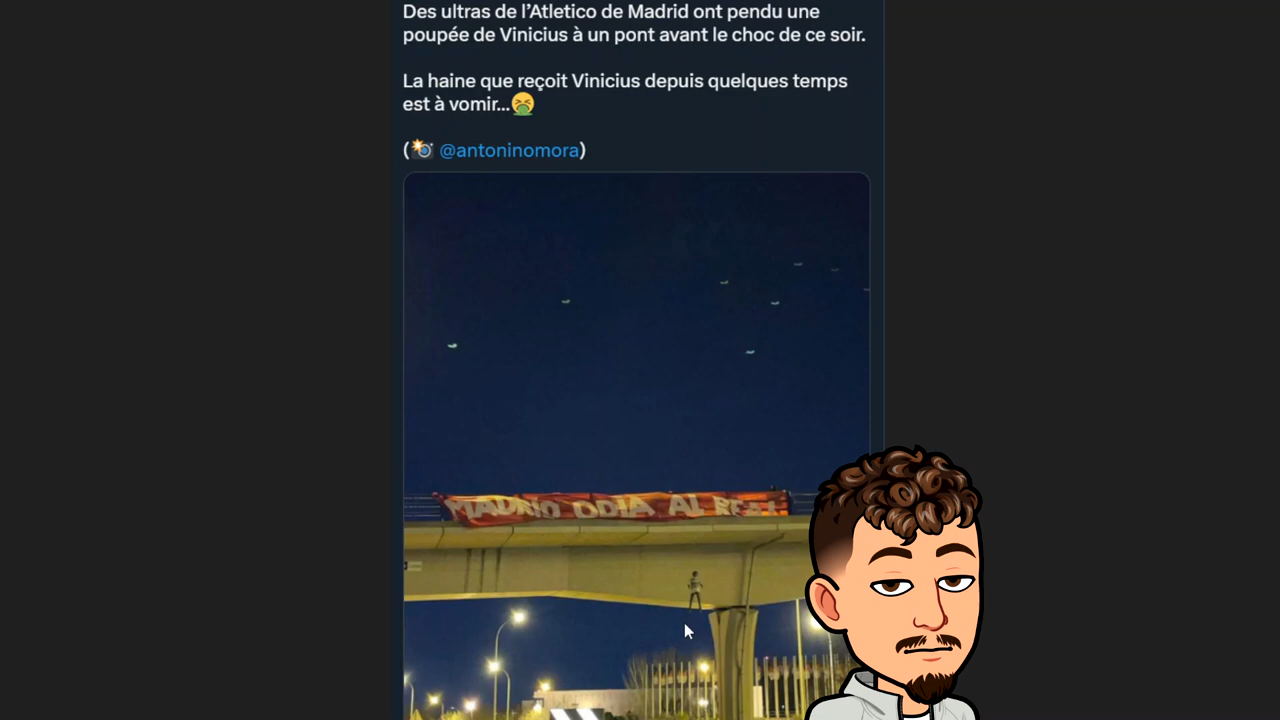 Des ultras de l’Atletico de Madrid ont pendu une
poupée de Vinicius à un pont avant le choc de ce soir.
La haine que reçoit Vinicius depuis quelques temps
est à vomir...🤮
(📸 @antoninomora)
MADRID ODIA AL REAL